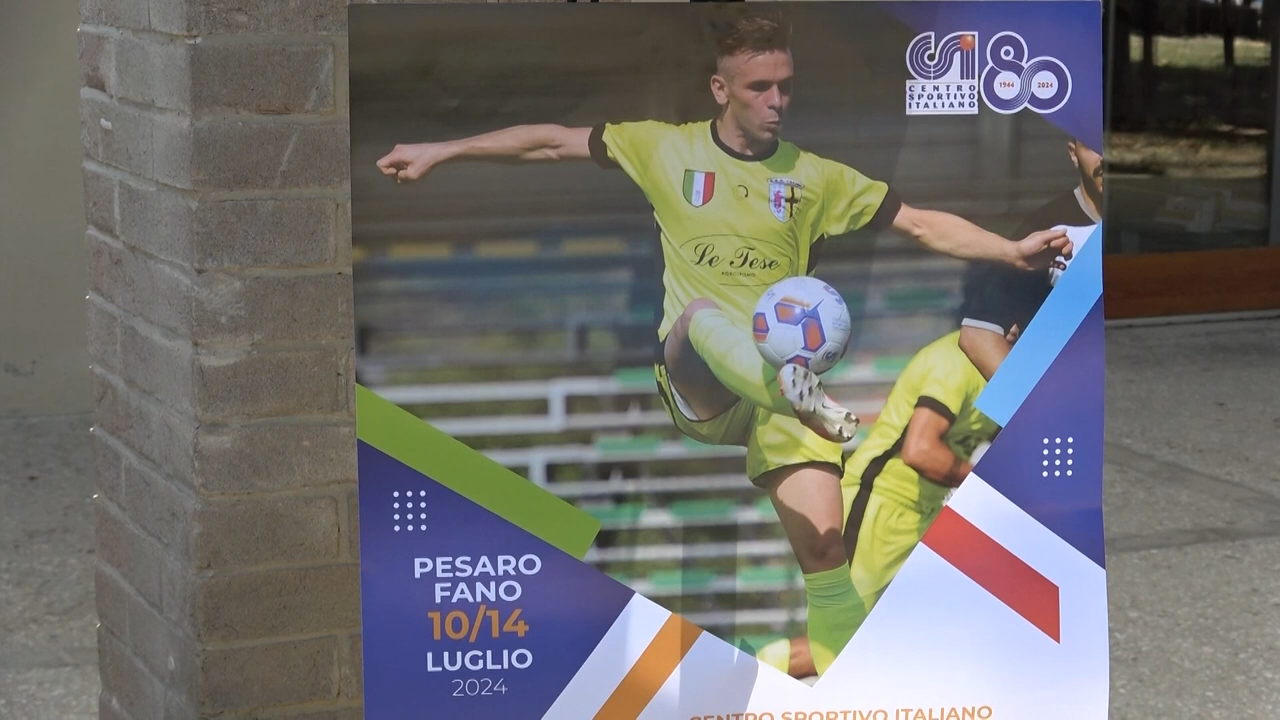 CSI 80
1944 2024
CENTRO
SPORTIVO
ITALIANO
Le Tese
PESARO
FANO
10/14
LUGLIO
2024
CENTRO SPORTIVO ITALIANO